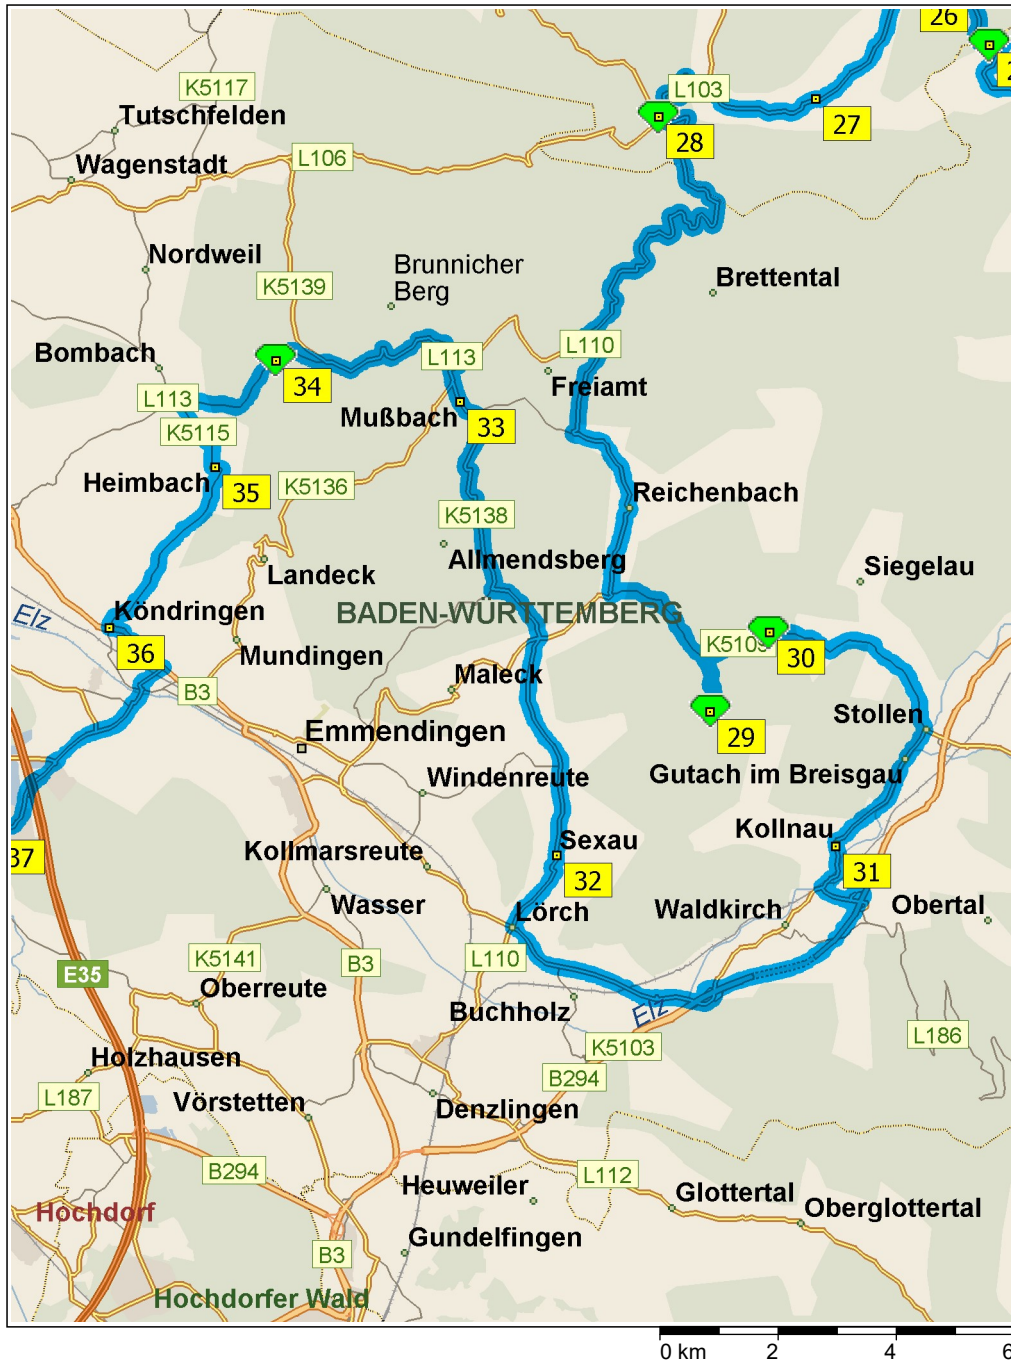 26
K5117
L103
2
Tutschfelden
27
28
L106
Wagenstadt
Nordweil
Brunnicher
Berg
K5139
Brettental
Bombach
L113
L110
34
Freiamt
L113
Mußbach
33
K5115
Heimbach
35
K5136
Reichenbach
K5138
Allmendsberg
Landeck
Siegelau
Elz
Köndringen
BADEN-WÜRTTEMBERG
36
Mundingen
K5109
30
Maleck
B3
Stollen
Emmendingen
29
Windenreute
Gutach im Breisgau
Kollnau
Sexau
37
Kollmarsreute
32
31
Wasser
Lörch
Waldkirch
Obertal
K5141
B3
L110
E35
Oberreute
Buchholz
Elz
L186
K5103
Holzhausen
B294
L187
Vörstetten
Denzlingen
B294
L112
Heuweiler
Glottertal
Hochdorf
Oberglottertal
Gundelfingen
B3
Hochdorfer Wald
0 km 2 4 6